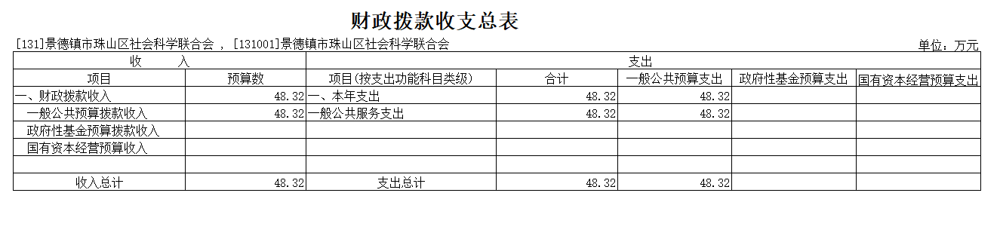 财政拨款收支总表
[131]景德镇市珠山区社会科学联合会 , [131001]景德镇市珠山区社会科学联合会 单位：万元
收 入 支出
项目 预算数 项目(按支出功能科目类级) 合计 一般公共预算支出 政府性基金预算支出 国有资本经营预算支出
一、财政拨款收入 48.32 一、本年支出 48.32 48.32
一般公共预算拨款收入 48.32 一般公共服务支出 48.32 48.32
政府性基金预算拨款收入
国有资本经营预算收入
收入总计 48.32 支出总计 48.32 48.32